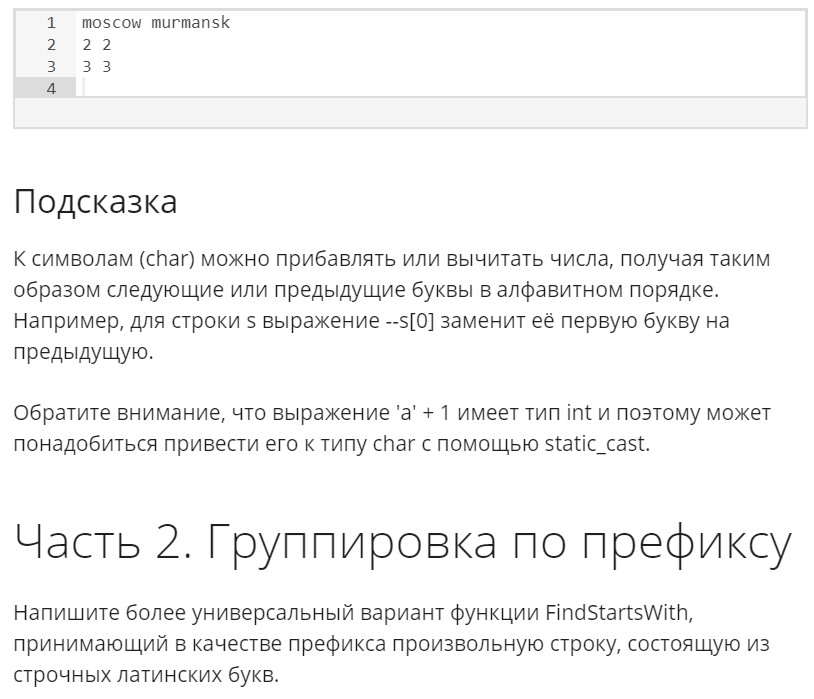 1 moscow murmansk
2 2 2
3 3 3
4
Подсказка
К символам (char) можно прибавлять или вычитать числа, получая таким
образом следующие или предыдущие буквы в алфавитном порядке.
Например, для строки s выражение --s[0] заменит её первую букву на
предыдущую.
Обратите внимание, что выражение 'a' + 1 имеет тип int и поэтому может
понадобиться привести его к типу char с помощью static_cast.
Часть 2. Группировка по префиксу
Напишите более универсальный вариант функции FindStartsWith,
принимающий в качестве префикса произвольную строку, состоящую из
строчных латинских букв.